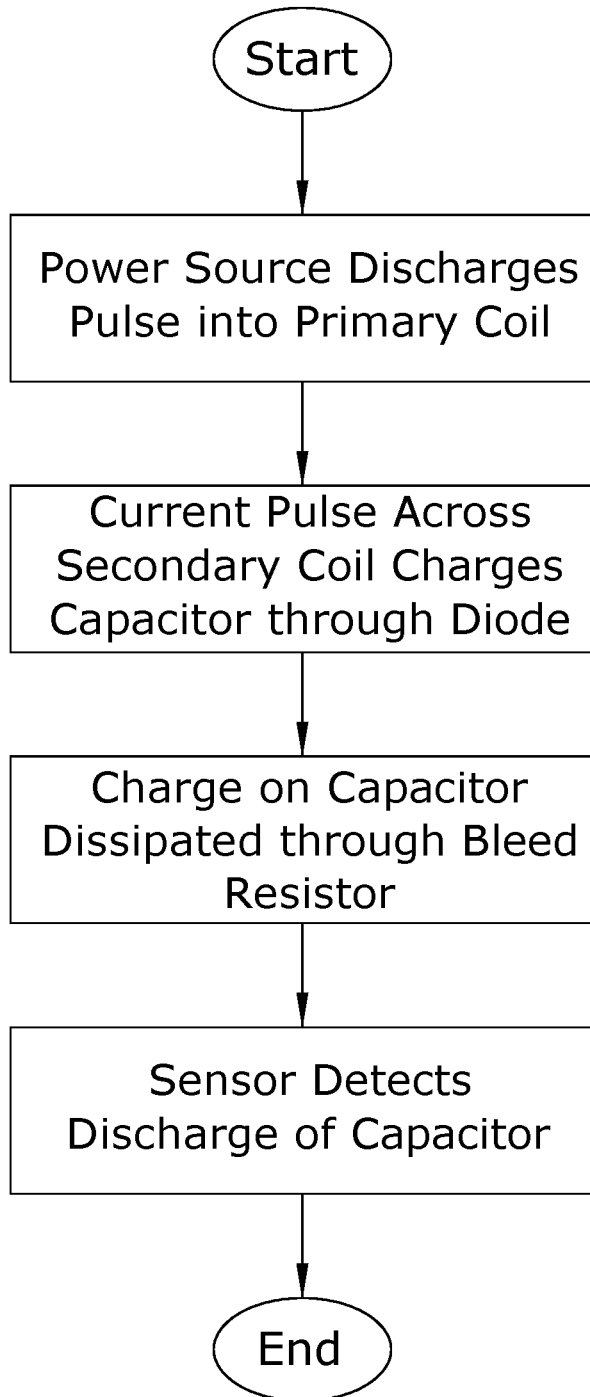 Start
Power Source Discharges
Pulse into Primary Coil
Current Pulse Across
Secondary Coil Charges
Capacitor through Diode
Charge on Capacitor
Dissipated through Bleed
Resistor
Sensor Detects
Discharge of Capacitor
End